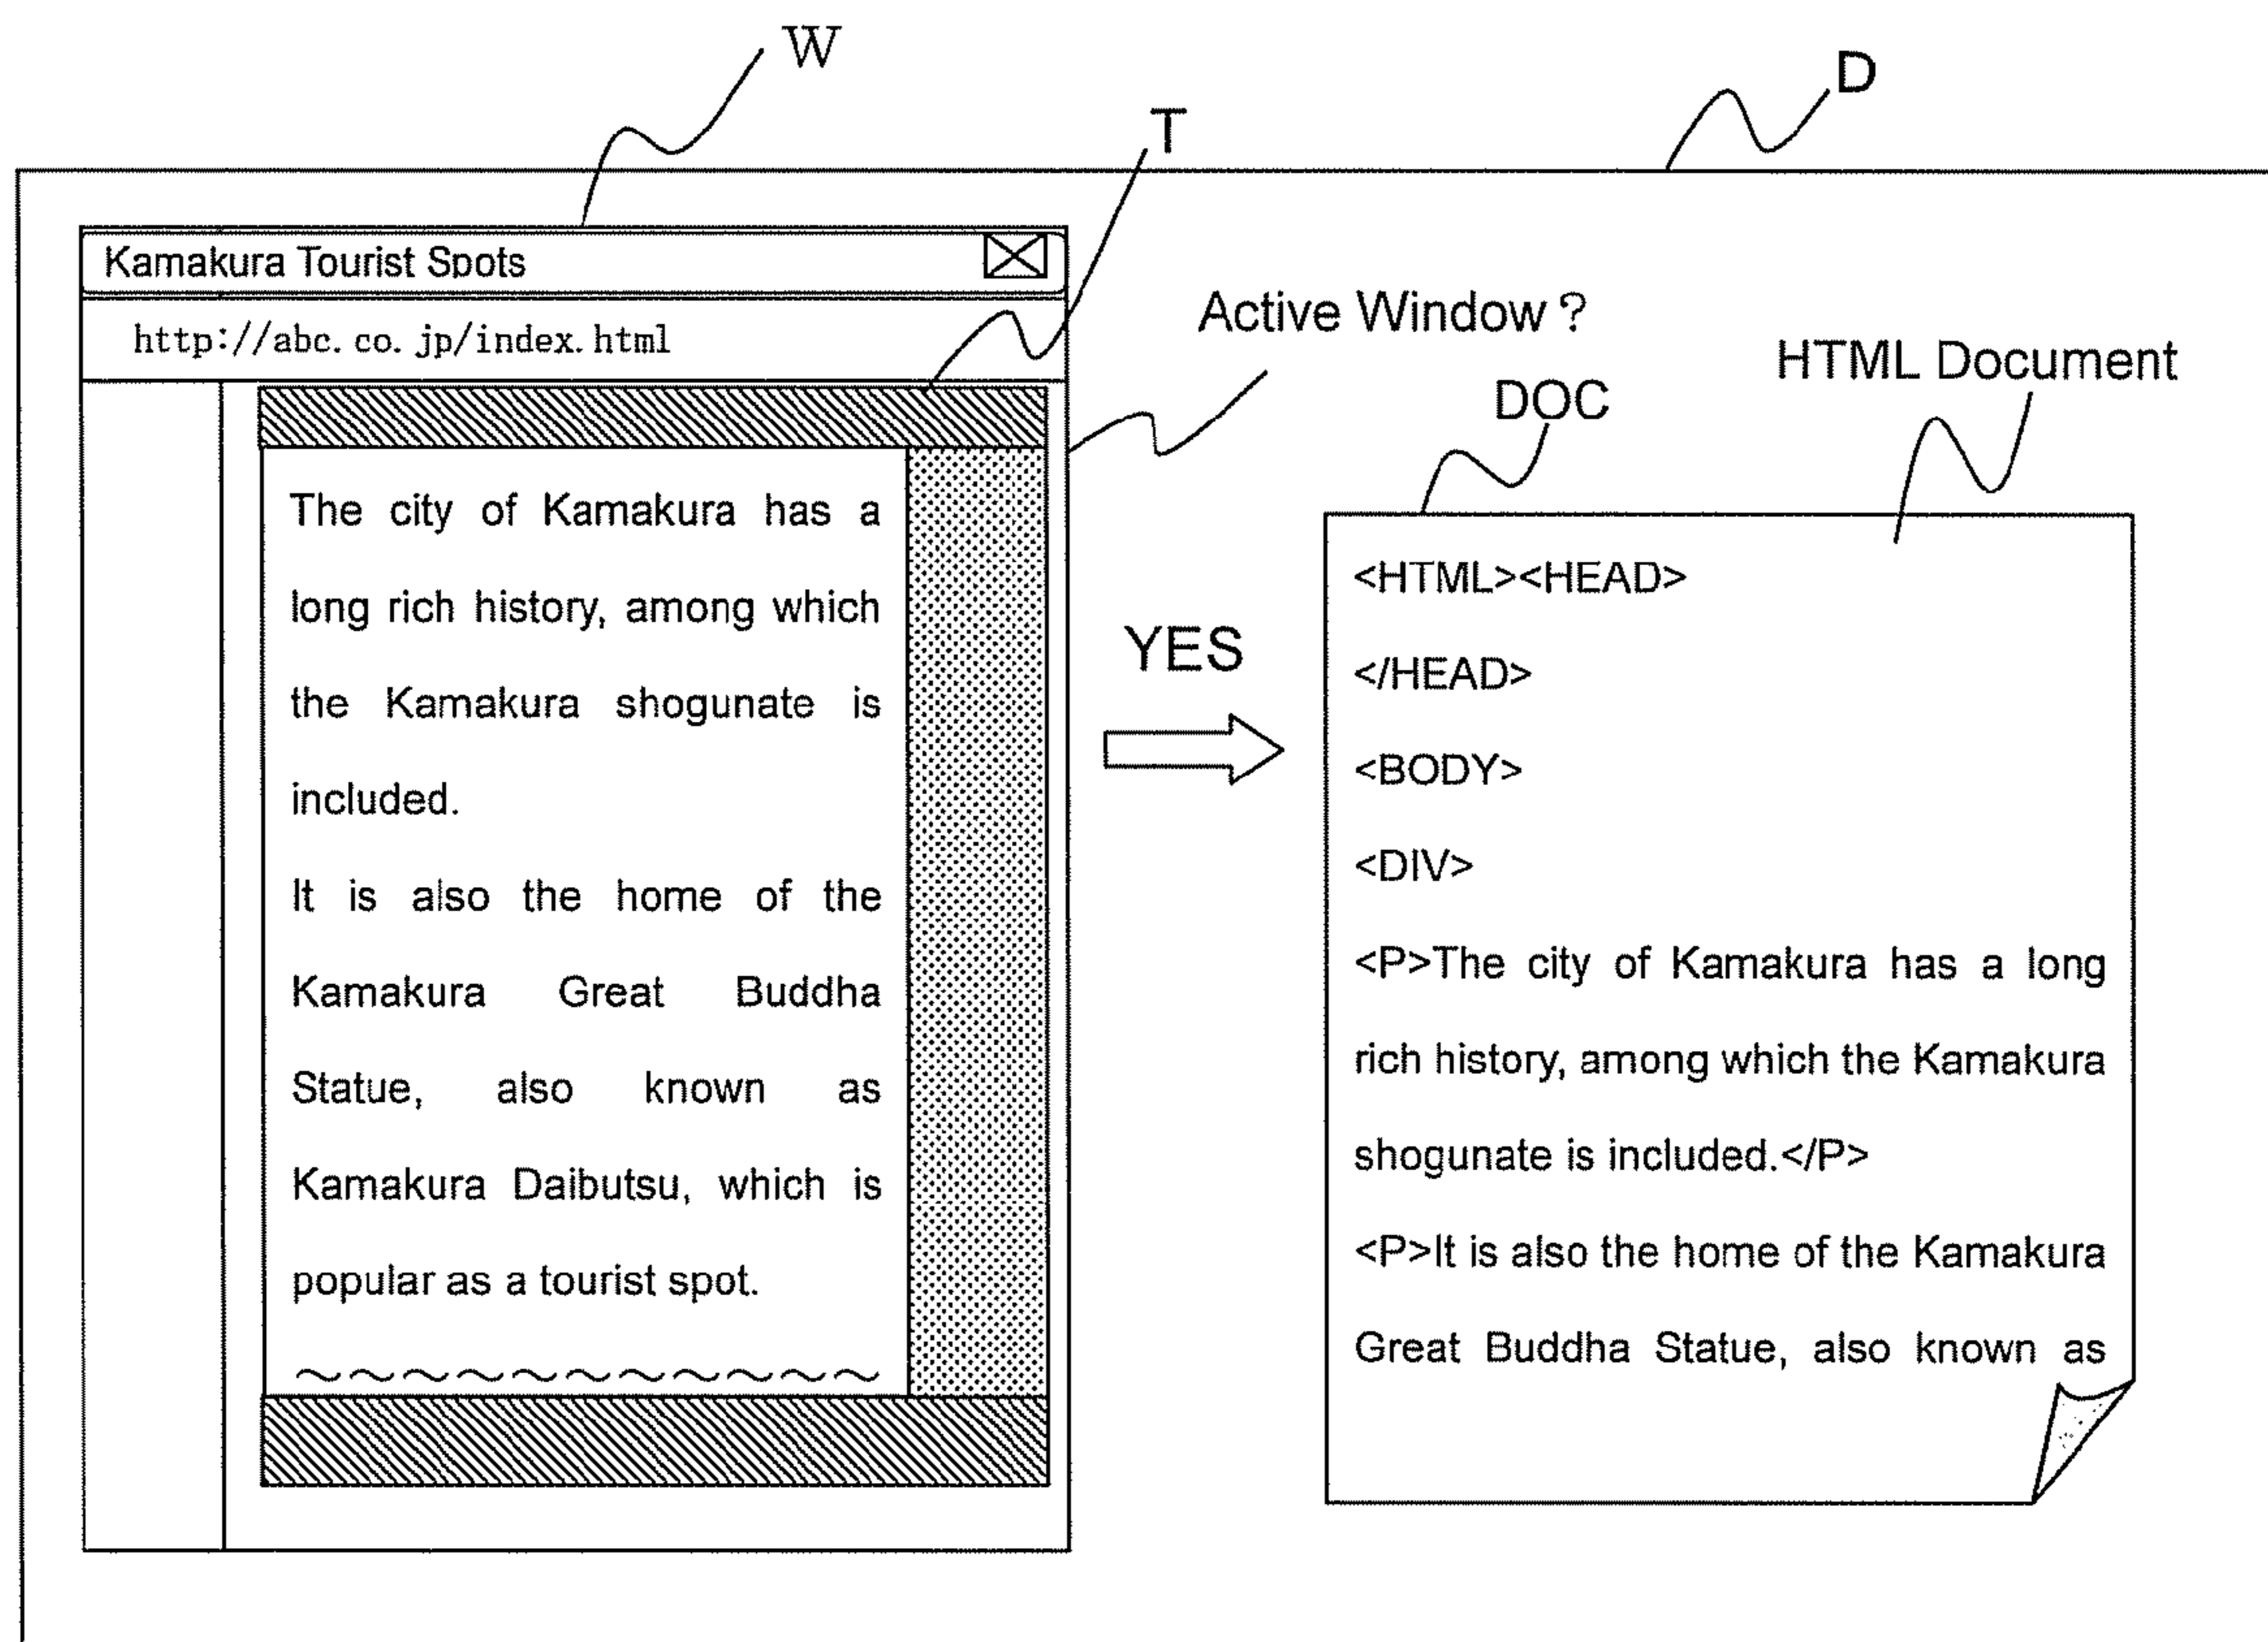 W
T
D
Kamakura Tourist Spots
http://abc.co.jp/index.html
Active Window?
HTML Document
DOC
The city of Kamakura has a
long rich history, among which
the Kamakura shogunate is
included.
It is also the home of the
Kamakura Great Buddha
Statue, also known as
Kamakura Daibutsu, which is
popular as a tourist spot.
YES
<HTML><HEAD>
</HEAD>
<BODY>
<DIV>
<P>The city of Kamakura has a long
rich history, among which the Kamakura
shogunate is included.</P>
<P>It is also the home of the Kamakura
Great Buddha Statue, also known as